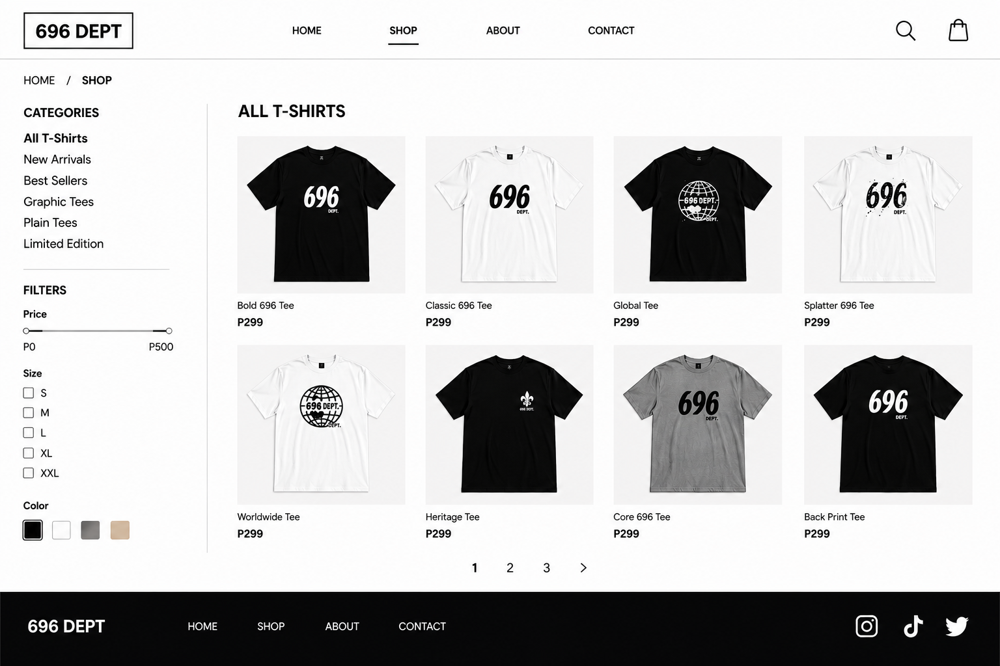 696 DEPT
HOME
SHOP
ABOUT
CONTACT
HOME / SHOP
CATEGORIES
All T-Shirts
New Arrivals
Best Sellers
Graphic Tees
Plain Tees
Limited Edition
FILTERS
Price
P0
P500
Size
S
M
L
XL
XXL
Color
ALL T-SHIRTS
696
DEPT.
Bold 696 Tee
P299
696
DEPT.
Classic 696 Tee
P299
696 DEPT.
DEPT.
Global Tee
P299
696
DEPT.
Splatter 696 Tee
P299
696 DEPT.
DEPT.
Worldwide Tee
P299
696 DEPT.
Heritage Tee
P299
696
DEPT.
Core 696 Tee
P299
696
DEPT.
Back Print Tee
P299
1 2 3 >
696 DEPT
HOME
SHOP
ABOUT
CONTACT